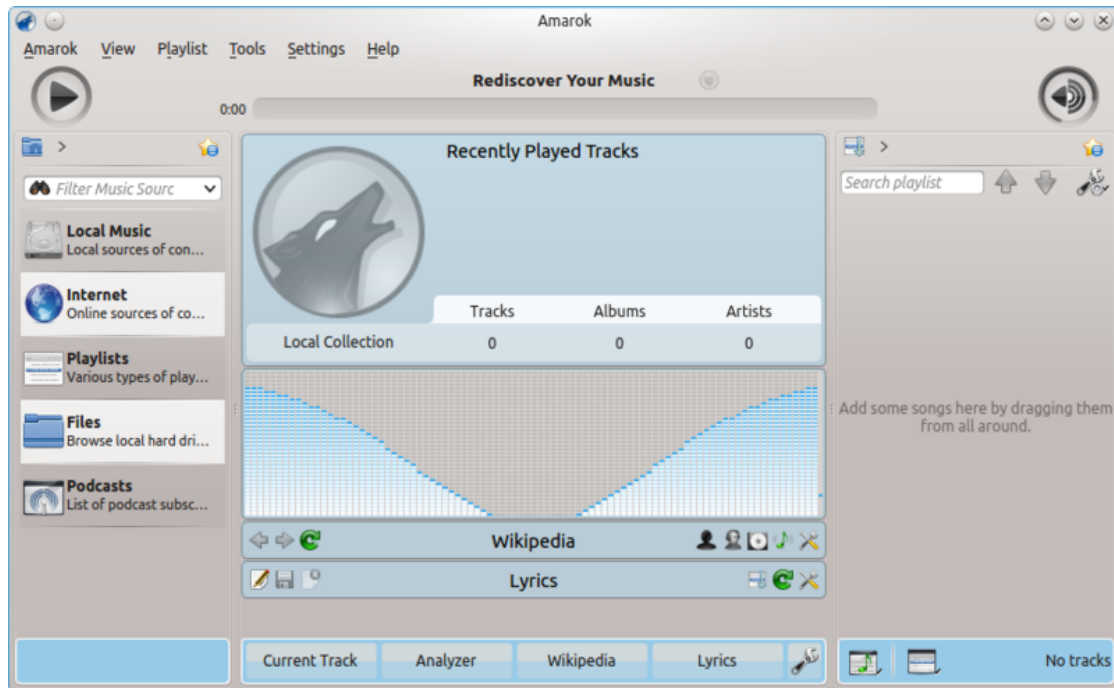 Amarok
Amarok View Playlist Tools Settings Help
Rediscover Your Music
0:00
Filter Music Sourc
Local Music
Local sources of con...
Internet
Online sources of co...
Playlists
Various types of play...
Files
Browse local hard dri...
Podcasts
List of podcast subsc...
Recently Played Tracks
Tracks Albums Artists
Local Collection 0 0 0
Wikipedia
Lyrics
Current Track Analyzer Wikipedia Lyrics
Search playlist
Add some songs here by dragging them
from all around.
No tracks